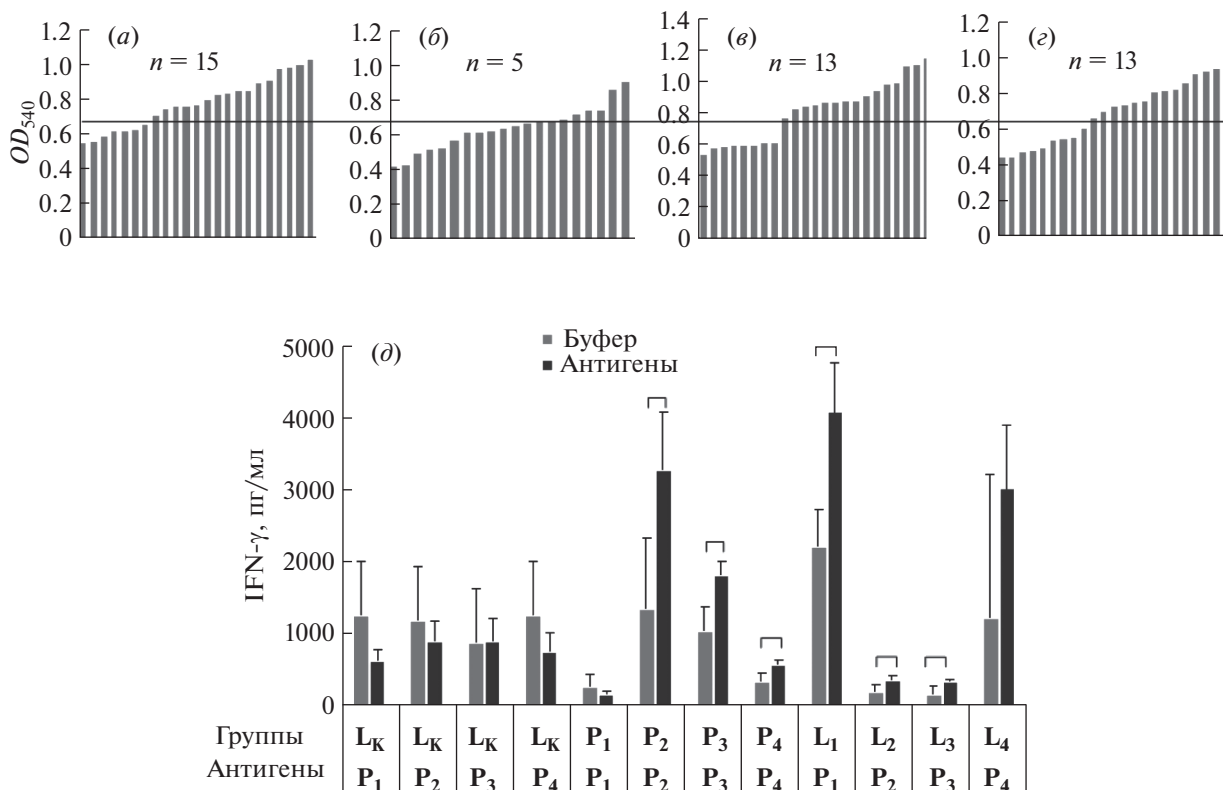 (а)
n = 15
(б)
n = 5
(в)
n = 13
(г)
n = 13
OD540
1.2
1.0
0.8
0.6
0.4
0.2
0
1.2
1.0
0.8
0.6
0.4
0.2
0
1.4
1.2
1.0
0.8
0.6
0.4
0.2
0
1.2
1.0
0.8
0.6
0.4
0.2
0
(д)
Буфер
Антигены
IFN-γ, пг/мл
5000
4000
3000
2000
1000
0
Группы LK LK LK LK P1 P2 P3 P4 L1 L2 L3 L4
Антигены P1 P2 P3 P4 P1 P2 P3 P4 P1 P2 P3 P4